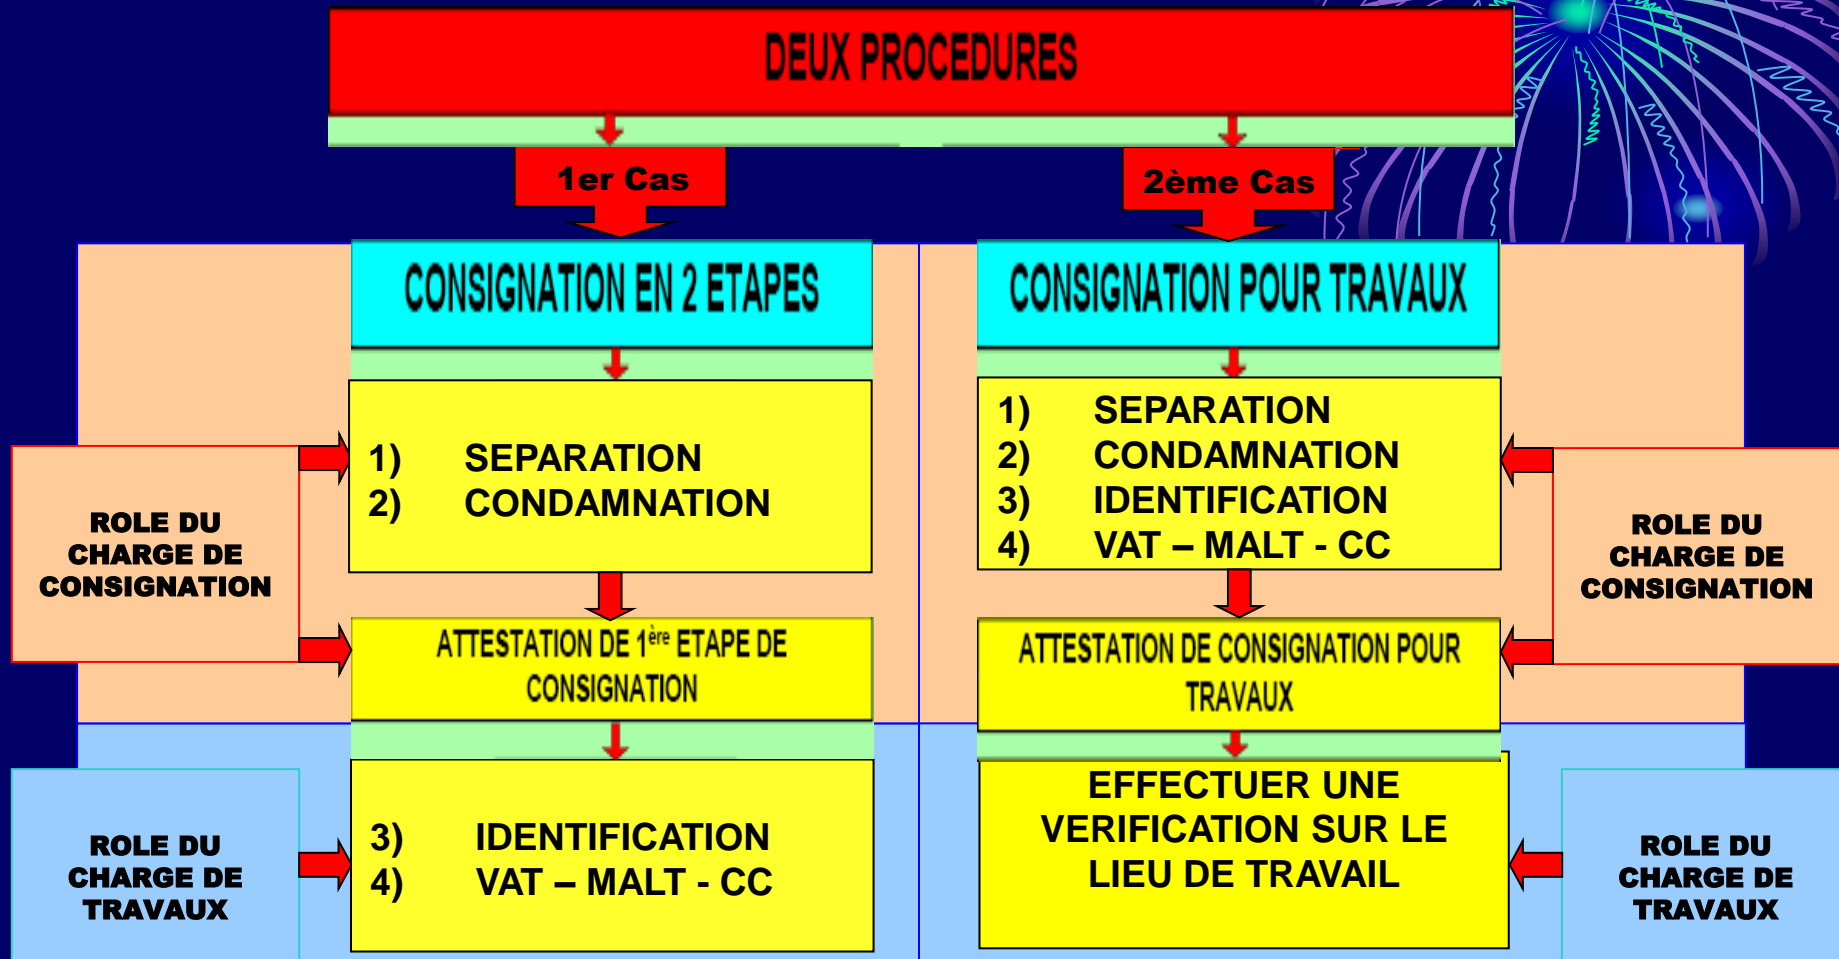 DEUX PROCEDURES
1er Cas
2ème Cas
CONSIGNATION EN 2 ETAPES
CONSIGNATION POUR TRAVAUX
1) SEPARATION
2) CONDAMNATION
1) SEPARATION
2) CONDAMNATION
3) IDENTIFICATION
4) VAT – MALT - CC
ROLE DU
CHARGE DE
CONSIGNATION
ROLE DU
CHARGE DE
CONSIGNATION
ATTESTATION DE 1ère ETAPE DE
CONSIGNATION
ATTESTATION DE CONSIGNATION POUR
TRAVAUX
ROLE DU
CHARGE DE
TRAVAUX
3) IDENTIFICATION
4) VAT – MALT - CC
EFFECTUER UNE
VERIFICATION SUR LE
LIEU DE TRAVAIL
ROLE DU
CHARGE DE
TRAVAUX